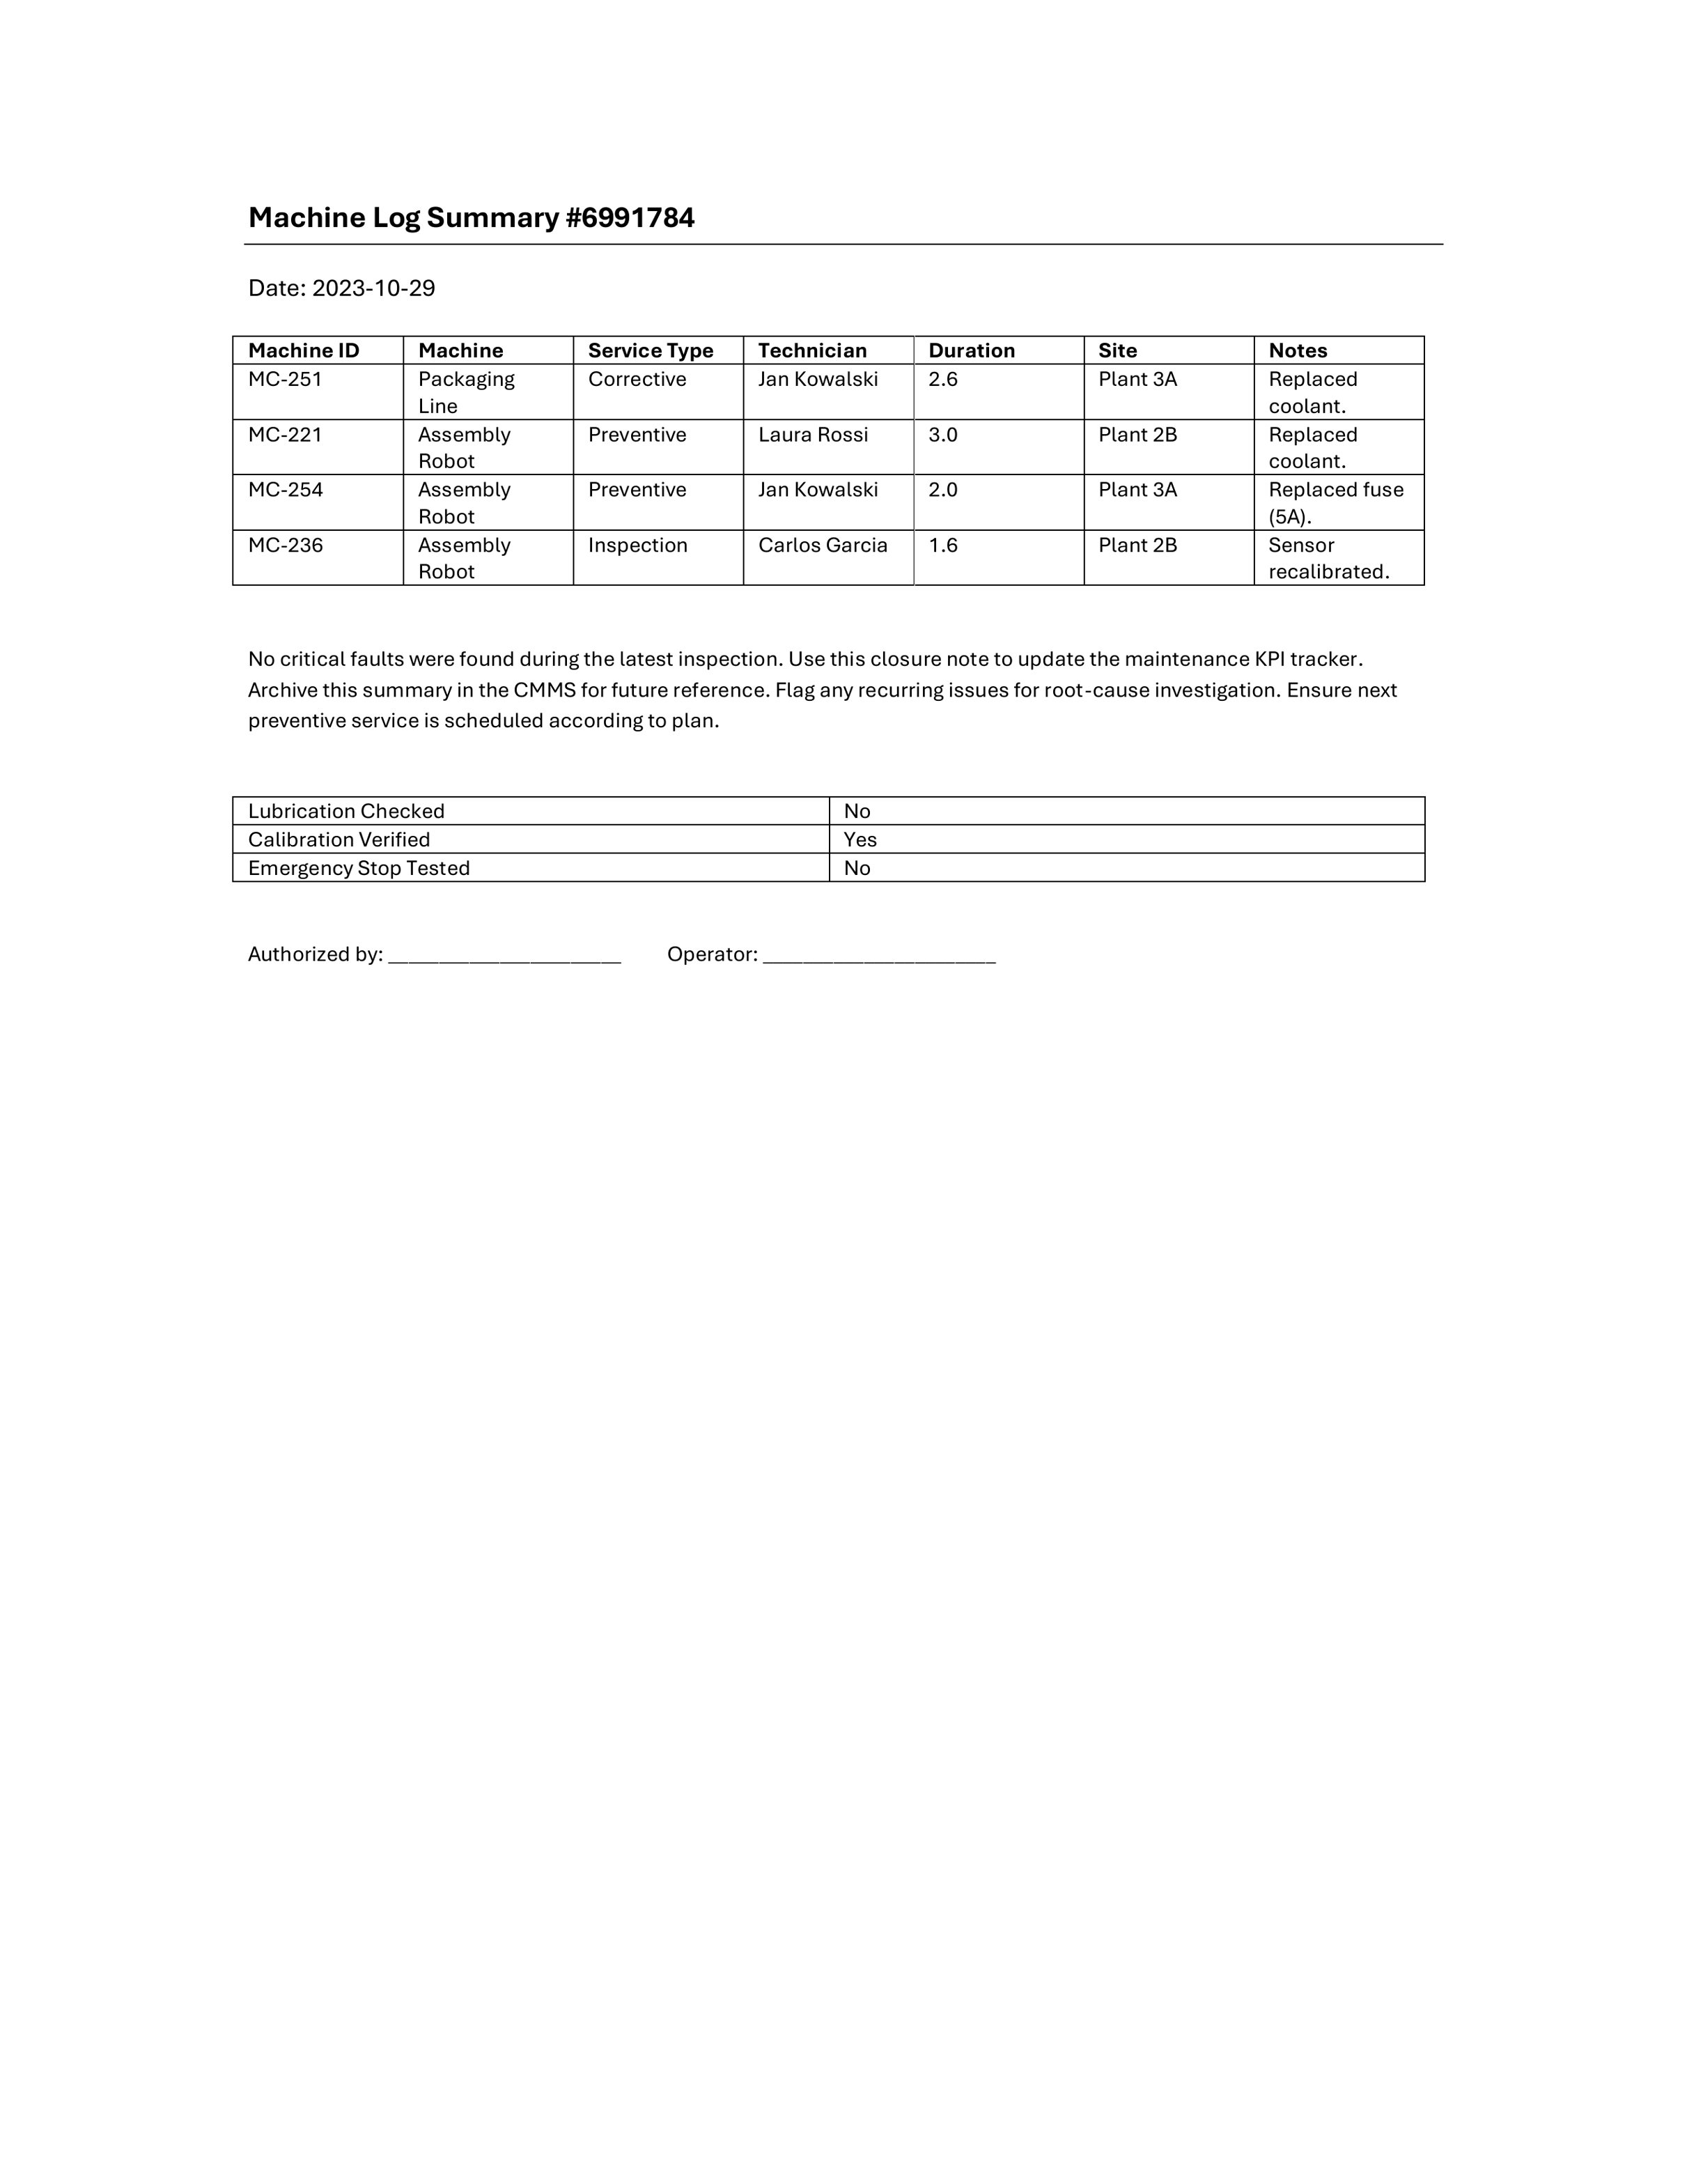 Machine Log Summary #6991784
Date: 2023-10-29
Machine ID Machine Service Type Technician Duration Site Notes
MC-251 Packaging Line Corrective Jan Kowalski 2.6 Plant 3A Replaced coolant.
MC-221 Assembly Robot Preventive Laura Rossi 3.0 Plant 2B Replaced coolant.
MC-254 Assembly Robot Preventive Jan Kowalski 2.0 Plant 3A Replaced fuse (5A).
MC-236 Assembly Robot Inspection Carlos Garcia 1.6 Plant 2B Sensor recalibrated.
No critical faults were found during the latest inspection. Use this closure note to update the maintenance KPI tracker.
Archive this summary in the CMMS for future reference. Flag any recurring issues for root-cause investigation. Ensure next
preventive service is scheduled according to plan.
Lubrication Checked No
Calibration Verified Yes
Emergency Stop Tested No
Authorized by: _______________________ Operator: _______________________